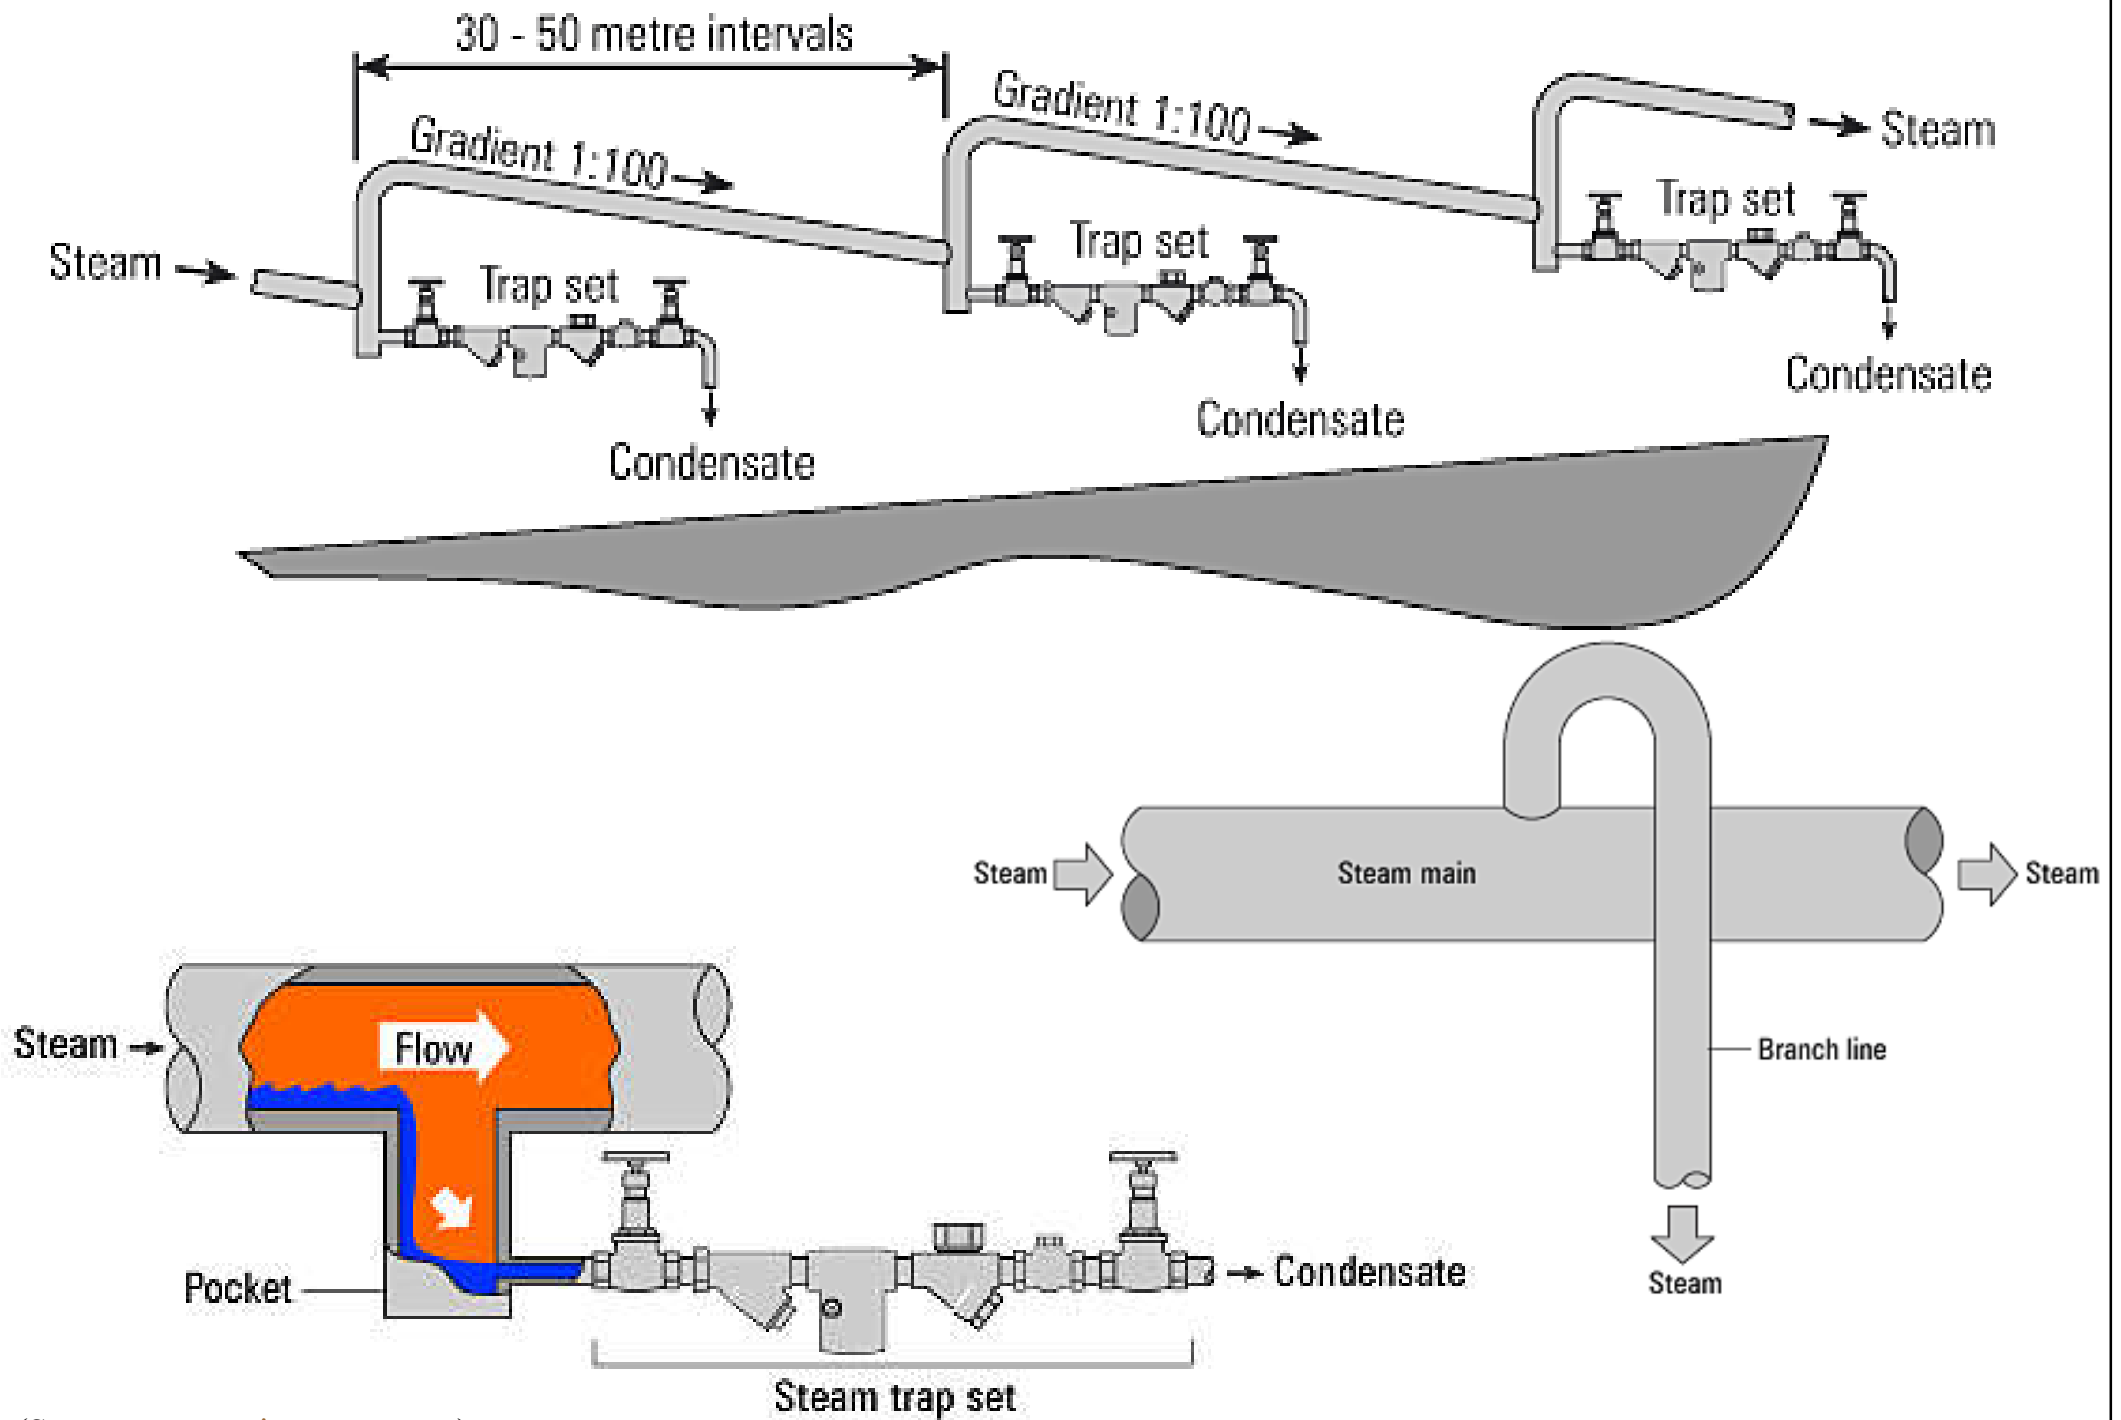 30 - 50 metre intervals
Gradient 1:100
Gradient 1:100
Steam
Steam
Trap set
Trap set
Trap set
Condensate
Condensate
Condensate
Steam
Steam main
Steam
Branch line
Steam
Steam
Flow
Pocket
Condensate
Steam trap set